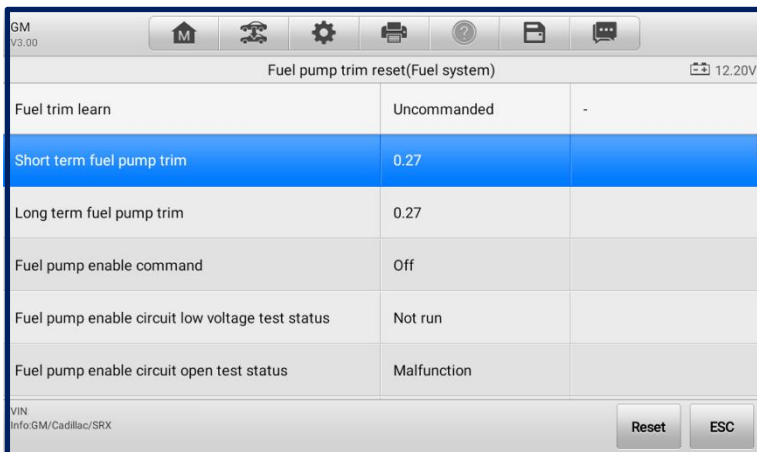 GM
V3.00
M
?
Fuel pump trim reset(Fuel system)
12.20V
Fuel trim learn
Uncommanded
-
Short term fuel pump trim
0.27
Long term fuel pump trim
0.27
Fuel pump enable command
Off
Fuel pump enable circuit low voltage test status
Not run
Fuel pump enable circuit open test status
Malfunction
VIN
Info:GM/Cadillac/SRX
Reset
ESC